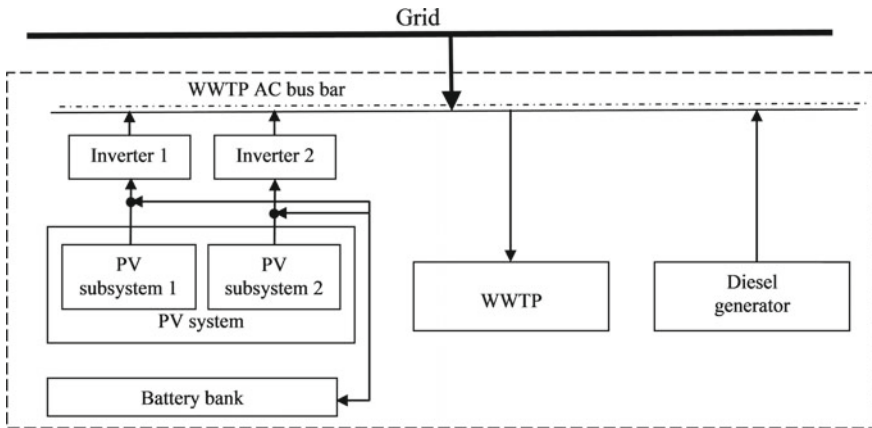 Grid
WWTP AC bus bar
Inverter 1
Inverter 2
PV
subsystem 1
PV
subsystem 2
PV system
WWTP
Diesel
generator
Battery bank